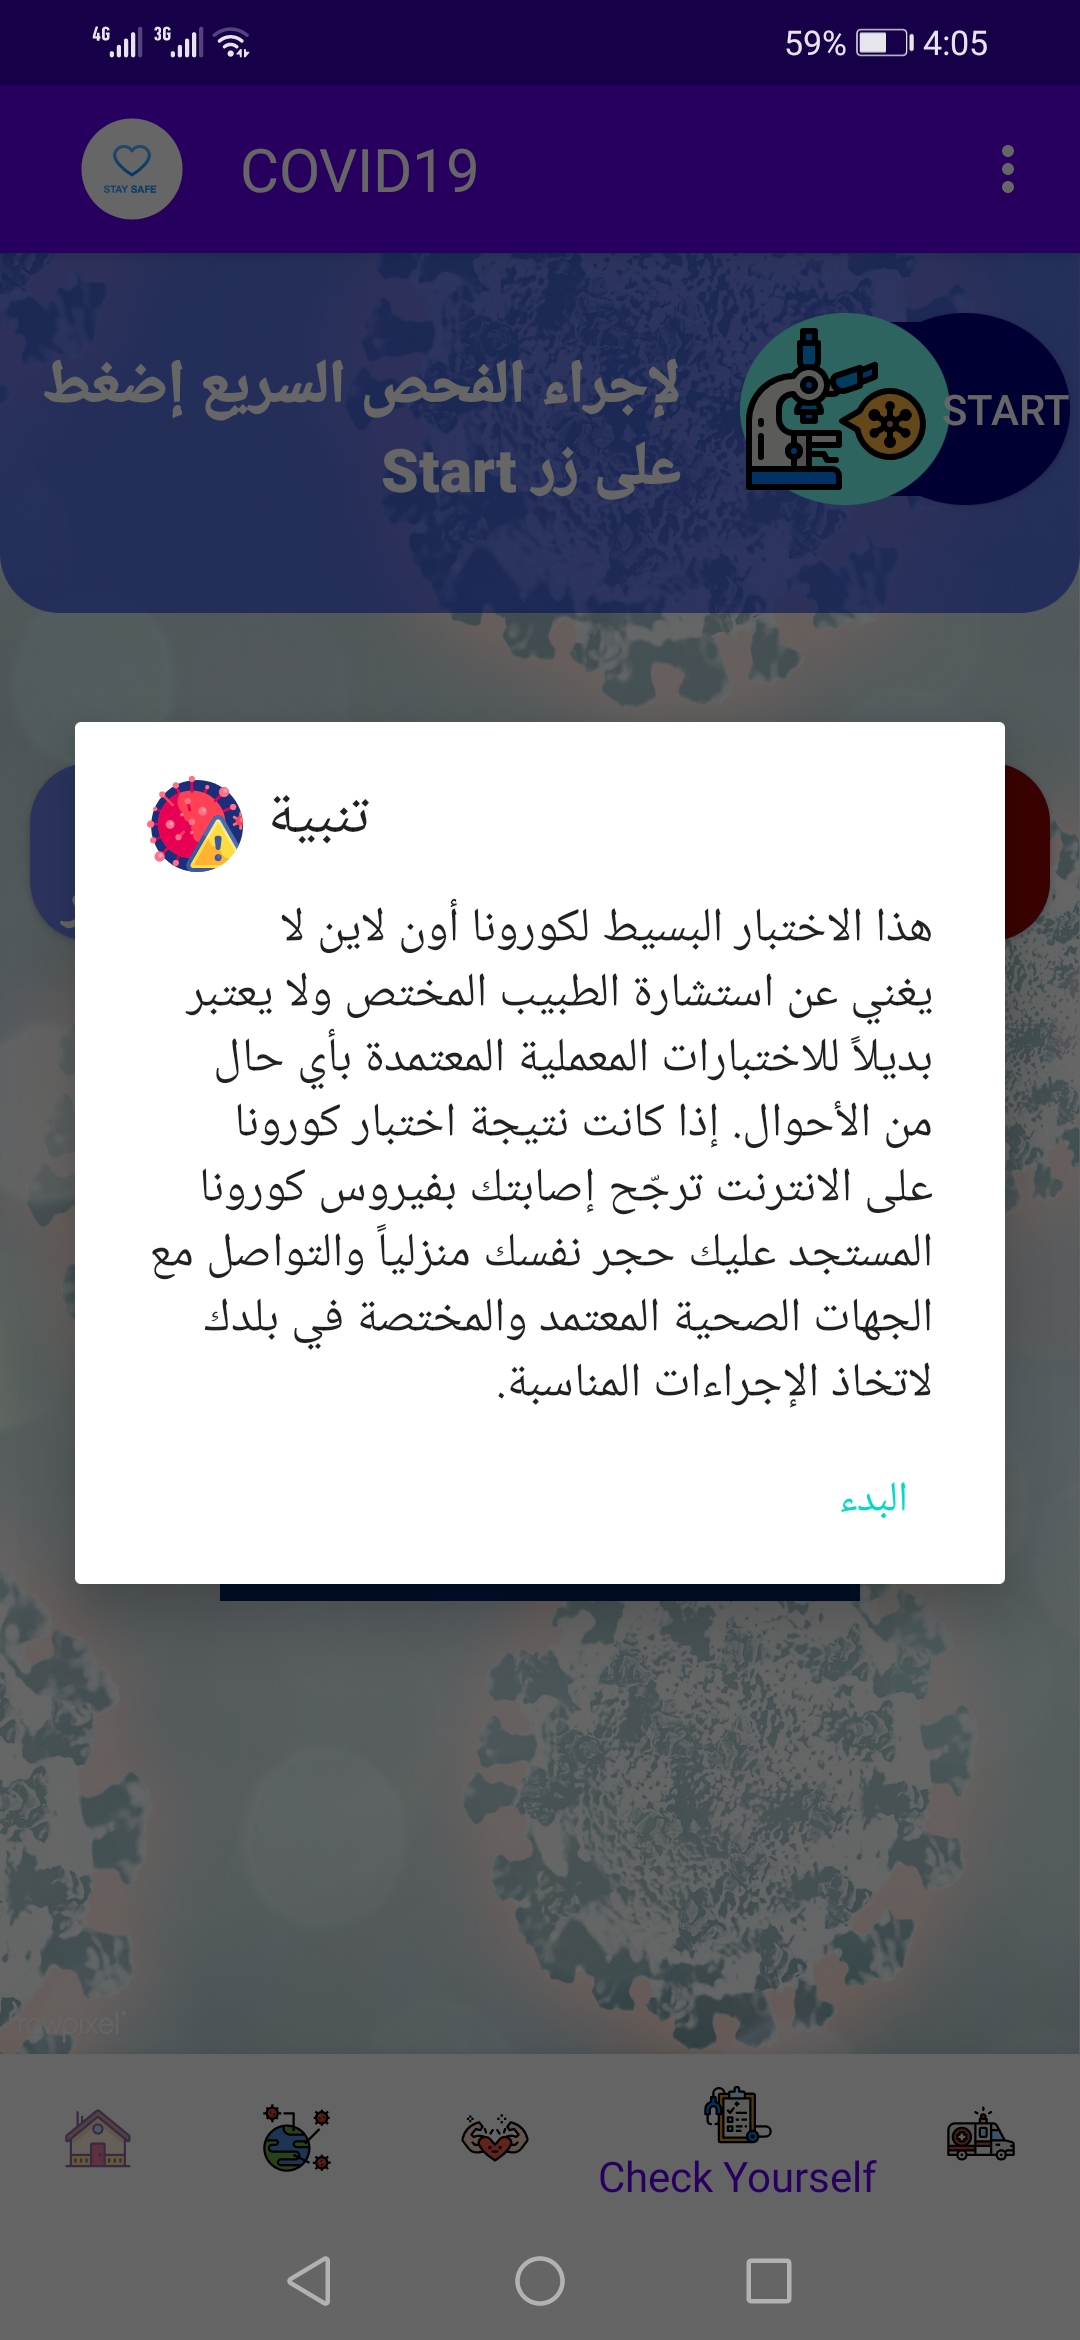 4G 3G 59% 4:05
STAY SAFE
COVID19
لإجراء الفحص السريع إضغط
على زر Start
START
تنبية
هذا الاختبار البسيط لكورونا أون لاين لا
يغني عن استشارة الطبيب المختص ولا يعتبر
بديلاً للاختبارات المعملية المعتمدة بأي حال
من الأحوال. إذا كانت نتيجة اختبار كورونا
على الانترنت ترجّح إصابتك بفيروس كورونا
المستجد عليك حجر نفسك منزلياً والتواصل مع
الجهات الصحية المعتمد والمختصة في بلدك
لاتخاذ الإجراءات المناسبة.
البدء
rawpixel
Check Yourself